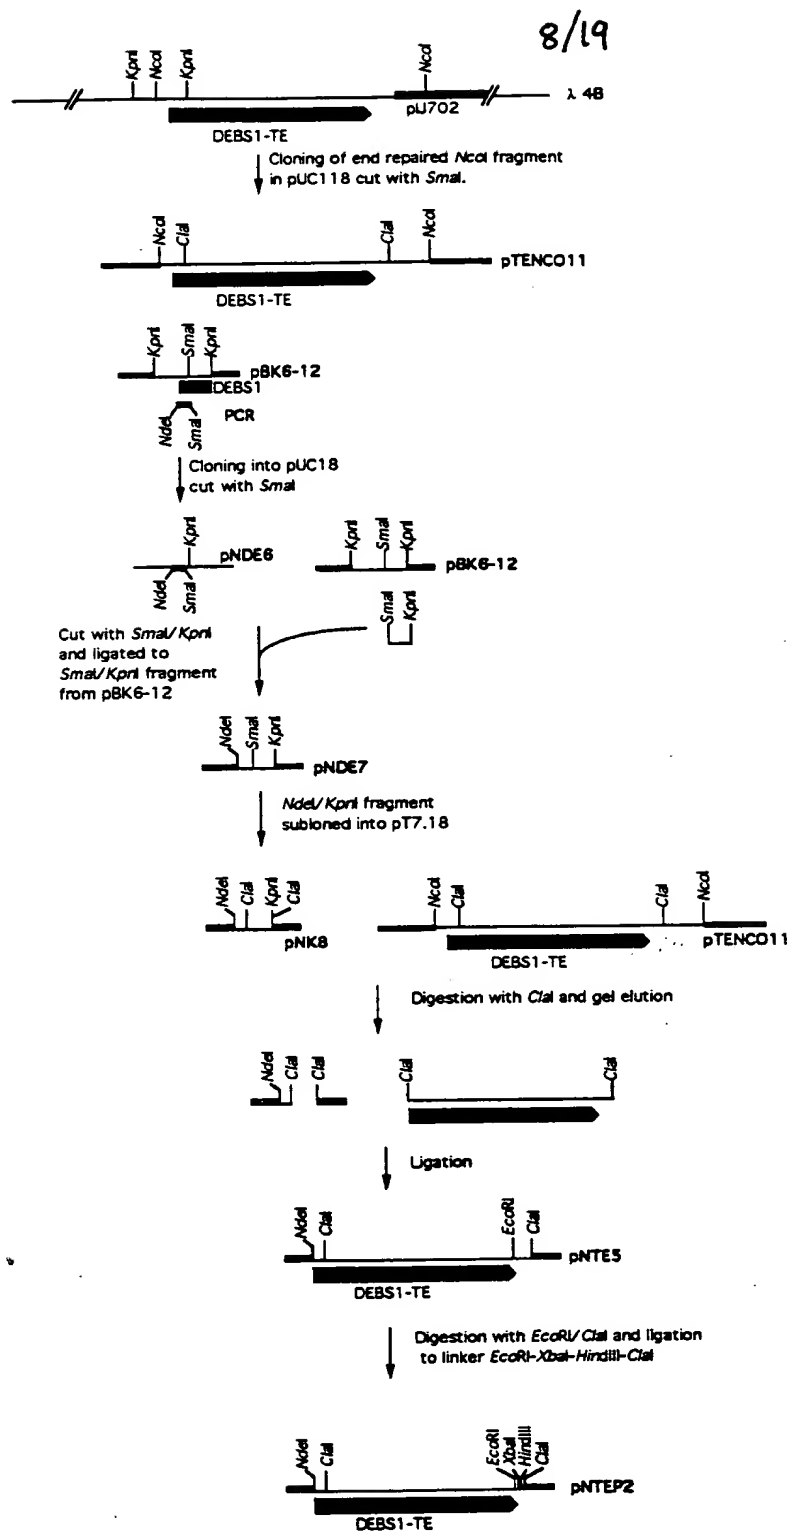 8/19
KpnI NcoI KpnI NcoI
λ 4B
pIJ702
DEBS1-TE
Cloning of end repaired NcoI fragment
in pUC118 cut with SmaI.
NcoI ClaI ClaI NcoI
pTENCO11
DEBS1-TE
KpnI SmaI KpnI
pBK6-12
DEBS1
PCR
NdeI SmaI
Cloning into pUC18
cut with SmaI
KpnI
pNDE6
NdeI SmaI
KpnI SmaI KpnI
pBK6-12
SmaI KpnI
Cut with SmaI/KpnI
and ligated to
SmaI/KpnI fragment
from pBK6-12
NdeI SmaI KpnI
pNDE7
NdeI/KpnI fragment
subloned into pT7.18
NdeI ClaI KpnI ClaI
pNK8
NcoI ClaI ClaI NcoI
pTENCO11
DEBS1-TE
Digestion with ClaI and gel elution
NdeI ClaI ClaI
ClaI ClaI
Ligation
NdeI ClaI EcoRI ClaI
pNTE5
DEBS1-TE
Digestion with EcoRI/ClaI and ligation
to linker EcoRI-XbaI-HindIII-ClaI
NdeI ClaI EcoRI XbaI HindIII ClaI
pNTEP2
DEBS1-TE